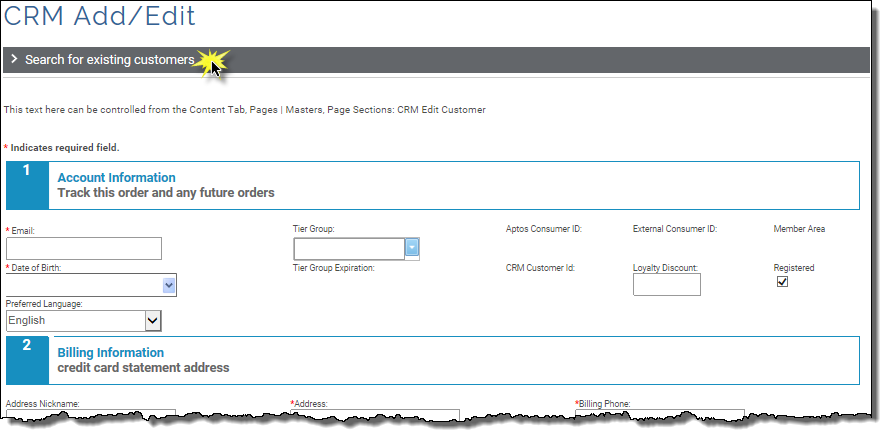 CRM Add/Edit
Search for existing customers
This text here can be controlled from the Content Tab, Pages | Masters, Page Sections: CRM Edit Customer
* Indicates required field.
1
Account Information
Track this order and any future orders
* Email:
Tier Group:
Aptos Consumer ID:
External Consumer ID:
Member Area
* Date of Birth:
Tier Group Expiration:
CRM Customer Id:
Loyalty Discount:
Registered
Preferred Language:
English
2
Billing Information
credit card statement address
Address Nickname:
*Address:
*Billing Phone: